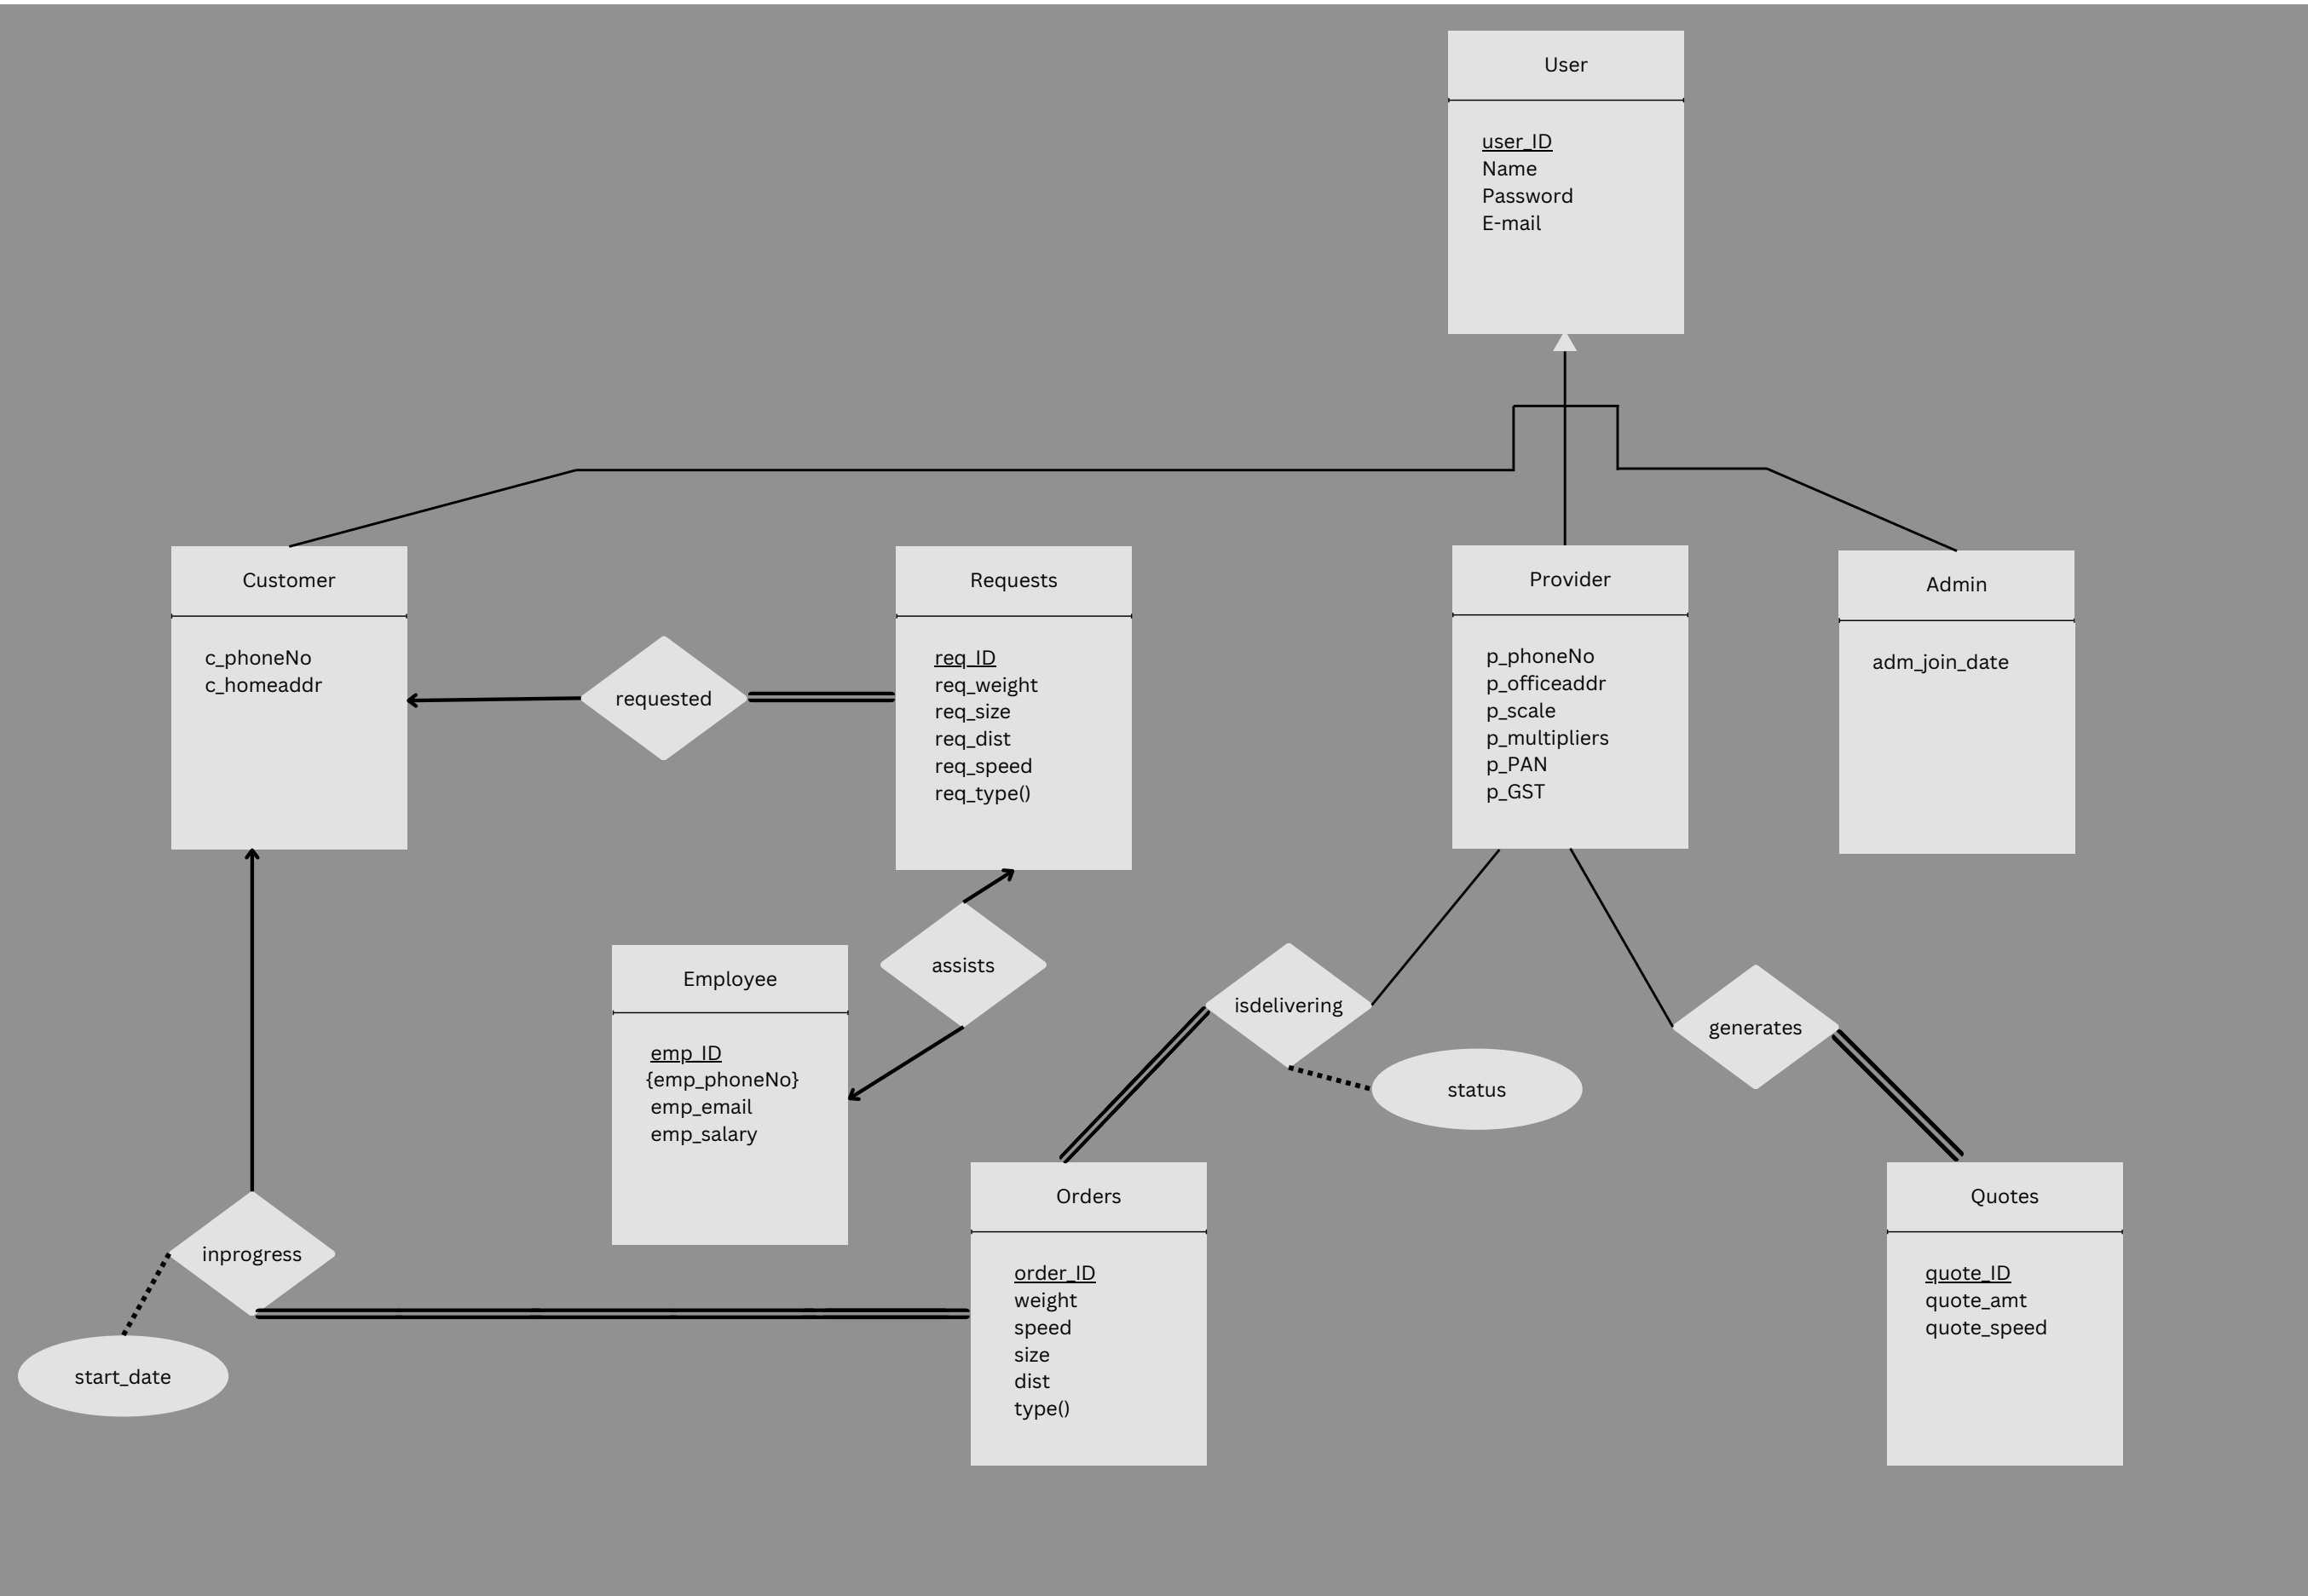 User
user_ID
Name
Password
E-mail
Customer
c_phoneNo
c_homeaddr
requested
Requests
req_ID
req_weight
req_size
req_dist
req_speed
req_type()
Provider
p_phoneNo
p_officeaddr
p_scale
p_multipliers
p_PAN
p_GST
Admin
adm_join_date
assists
Employee
emp_ID
{emp_phoneNo}
emp_email
emp_salary
isdelivering
status
generates
inprogress
start_date
Orders
order_ID
weight
speed
size
dist
type()
Quotes
quote_ID
quote_amt
quote_speed